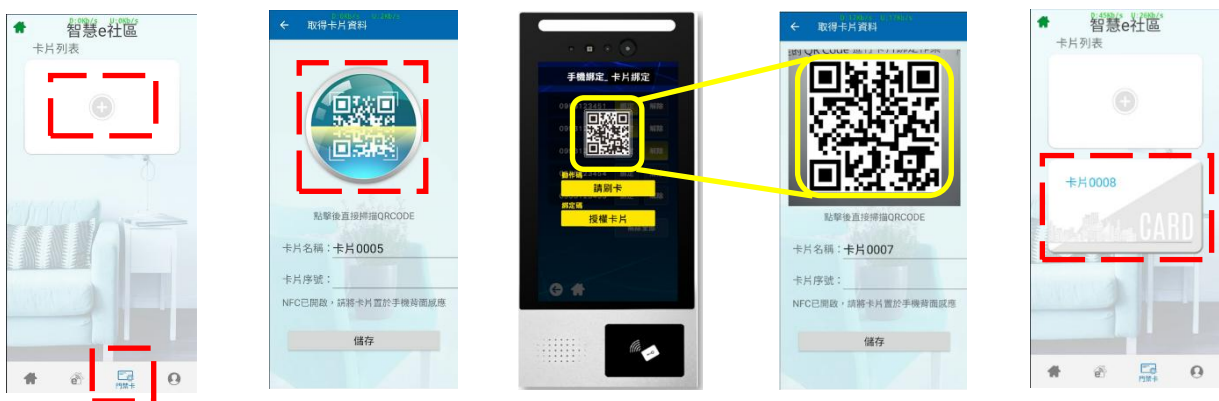 D:0Kb/s U:0Kb/s
智慧e社區
卡片列表
門禁卡
取得卡片資料
點擊後直接掃描QRCODE
卡片名稱：卡片0005
卡片序號：
NFC已開啟，請將卡片置於手機背面感應
儲存
手機綁定_卡片綁定
動作碼
請刷卡
綁定碼
授權卡片
取得卡片資料
點擊後直接掃描QRCODE
卡片名稱：卡片0007
卡片序號：
NFC已開啟，請將卡片置於手機背面感應
儲存
智慧e社區
卡片列表
卡片0008
CARD
門禁卡